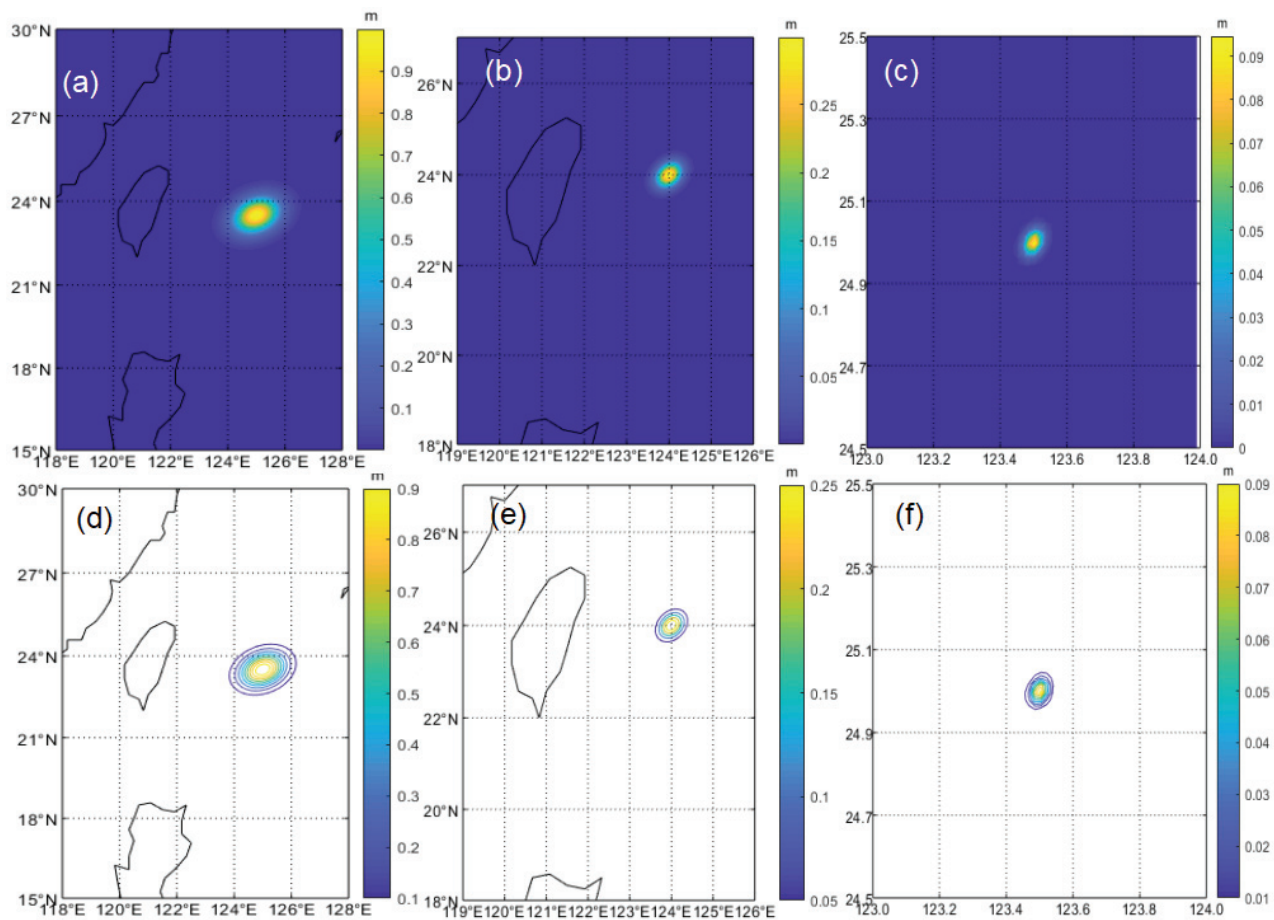 m
30°N
27°N
24°N
21°N
18°N
15°N
118°E 120°E 122°E 124°E 126°E 128°E
(a)
0.9
0.8
0.7
0.6
0.5
0.4
0.3
0.2
0.1
m
26°N
24°N
22°N
20°N
18°N
119°E 120°E 121°E 122°E 123°E 124°E 125°E 126°E
(b)
0.25
0.2
0.15
0.1
0.05
m
25.5
25.3
25.1
24.9
24.7
24.5
123.0 123.2 123.4 123.6 123.8 124.0
(c)
0.09
0.08
0.07
0.06
0.05
0.04
0.03
0.02
0.01
0
m
30°N
27°N
24°N
21°N
18°N
15°N
118°E 120°E 122°E 124°E 126°E 128°E
(d)
0.9
0.8
0.7
0.6
0.5
0.4
0.3
0.2
0.1
m
26°N
24°N
22°N
20°N
18°N
119°E 120°E 121°E 122°E 123°E 124°E 125°E 126°E
(e)
0.25
0.2
0.15
0.1
0.05
m
25.5
25.3
25.1
24.9
24.7
24.5
123.0 123.2 123.4 123.6 123.8 124.0
(f)
0.09
0.08
0.07
0.06
0.05
0.04
0.03
0.02
0.01